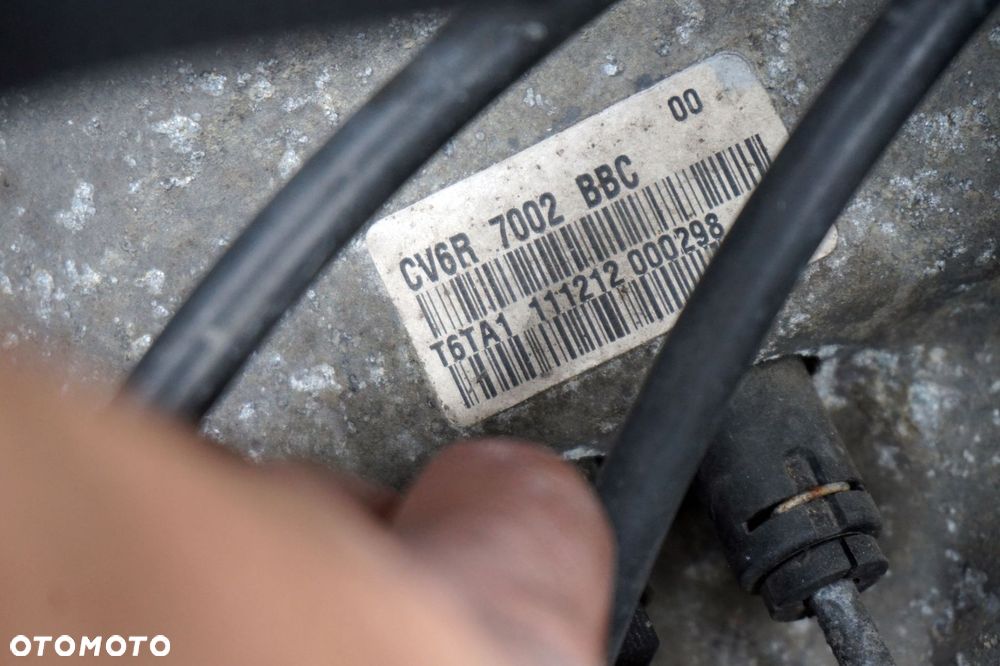 00
CV6R 7002 BBC
T6TA1 111212 000298
OTOMOTO